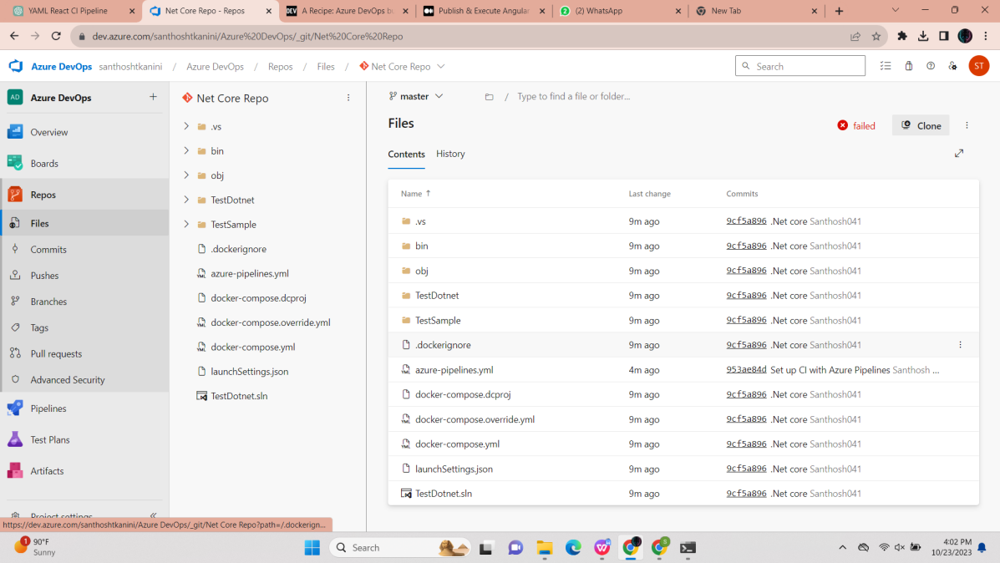 YAML React CI Pipeline
Net Core Repo - Repos
A Recipe: Azure DevOps bu
Publish & Execute Angular
(2) WhatsApp
New Tab
dev.azure.com/santhoshtkanini/Azure%20DevOps/_git/Net%20Core%20Repo
Azure DevOps santhoshtkanini / Azure DevOps / Repos / Files / Net Core Repo
Search
ST
AD Azure DevOps
Overview
Boards
Repos
Files
Commits
Pushes
Branches
Tags
Pull requests
Advanced Security
Pipelines
Test Plans
Artifacts
Project settings
https://dev.azure.com/santhoshtkanini/Azure DevOps/_git/Net Core Repo?path=/.dockerign...
Net Core Repo
.vs
bin
obj
TestDotnet
TestSample
.dockerignore
azure-pipelines.yml
docker-compose.dcproj
docker-compose.override.yml
docker-compose.yml
launchSettings.json
TestDotnet.sln
master
/ Type to find a file or folder...
Files
failed
Clone
Contents History
Name ↑ Last change Commits
.vs 9m ago 9cf5a896 .Net core Santhosh041
bin 9m ago 9cf5a896 .Net core Santhosh041
obj 9m ago 9cf5a896 .Net core Santhosh041
TestDotnet 9m ago 9cf5a896 .Net core Santhosh041
TestSample 9m ago 9cf5a896 .Net core Santhosh041
.dockerignore 9m ago 9cf5a896 .Net core Santhosh041
azure-pipelines.yml 4m ago 953ae84d Set up CI with Azure Pipelines Santhosh ...
docker-compose.dcproj 9m ago 9cf5a896 .Net core Santhosh041
docker-compose.override.yml 9m ago 9cf5a896 .Net core Santhosh041
docker-compose.yml 9m ago 9cf5a896 .Net core Santhosh041
launchSettings.json 9m ago 9cf5a896 .Net core Santhosh041
TestDotnet.sln 9m ago 9cf5a896 .Net core Santhosh041
1
90°F
Sunny
Search
4:02 PM
10/23/2023